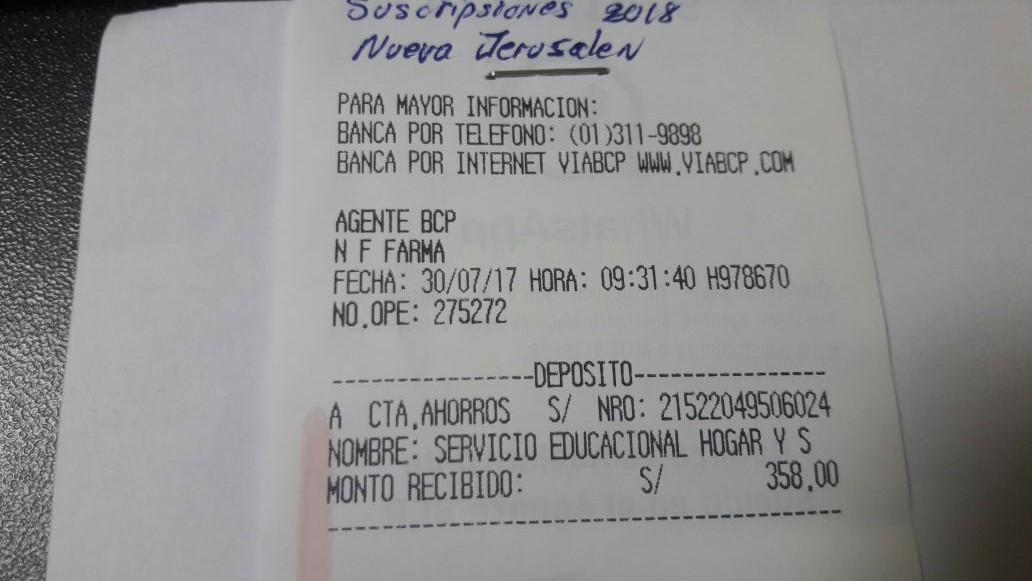 Suscripsiones 2018
Nueva Jerusalen
PARA MAYOR INFORMACION:
BANCA POR TELEFONO: (01)311-9898
BANCA POR INTERNET VIABCP WWW.VIABCP.COM
AGENTE BCP
N F FARMA
FECHA: 30/07/17 HORA: 09:31:40 H978670
NO.OPE: 275272
----------------DEPOSITO---------------
A CTA.AHORROS S/ NRO: 21522049506024
NOMBRE: SERVICIO EDUCACIONAL HOGAR Y S
MONTO RECIBIDO: S/ 358.00
-----------------------------------------
WhatsApp